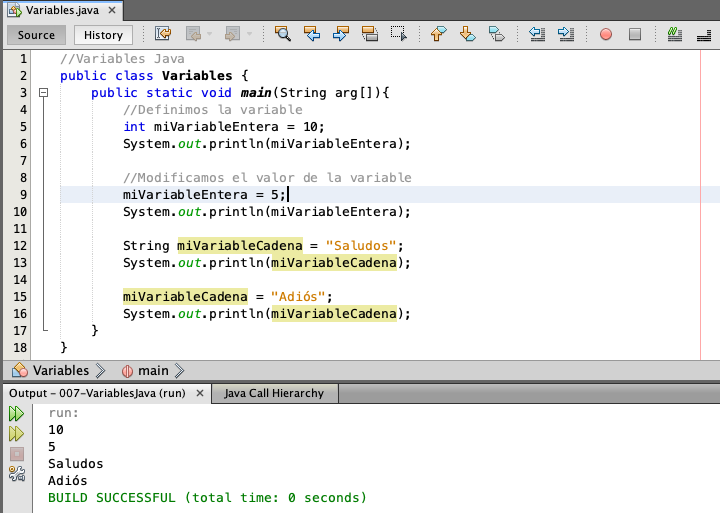 Variables.java ×
Source History
1 //Variables Java
2 public class Variables {
3     public static void main(String arg[]){
4         //Definimos la variable
5         int miVariableEntera = 10;
6         System.out.println(miVariableEntera);
7
8         //Modificamos el valor de la variable
9         miVariableEntera = 5;
10         System.out.println(miVariableEntera);
11
12         String miVariableCadena = "Saludos";
13         System.out.println(miVariableCadena);
14
15         miVariableCadena = "Adiós";
16         System.out.println(miVariableCadena);
17     }
18 }
Variables main
Output - 007-VariablesJava (run) × Java Call Hierarchy
run:
10
5
Saludos
Adiós
BUILD SUCCESSFUL (total time: 0 seconds)